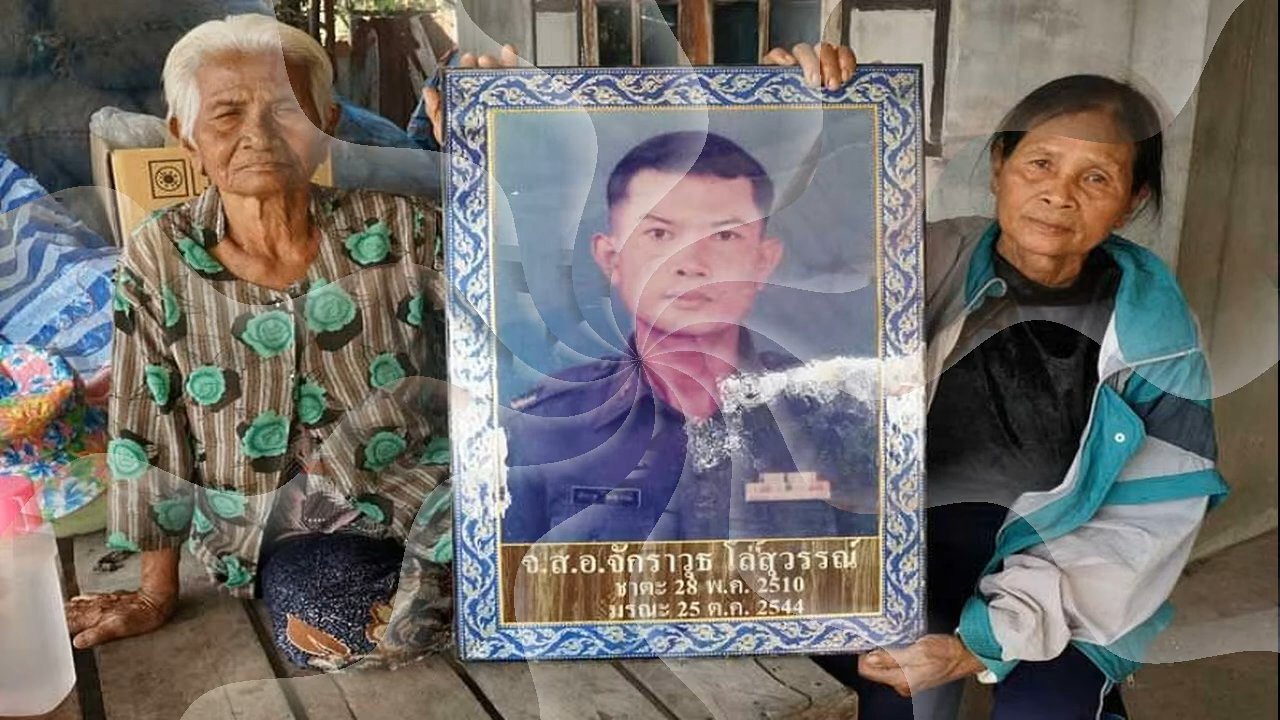 จ.ส.อ.จักราวุธ โล่สุวรรณ์
ชาตะ 28 พ.ค. 2510
มรณะ 25 ต.ค. 2544